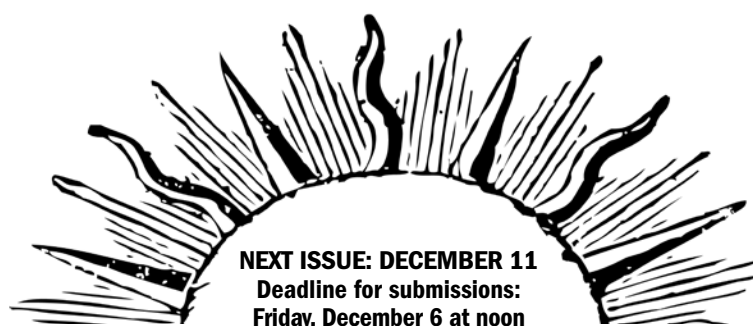 NEXT ISSUE: DECEMBER 11
Deadline for submissions:
Friday, December 6 at noon